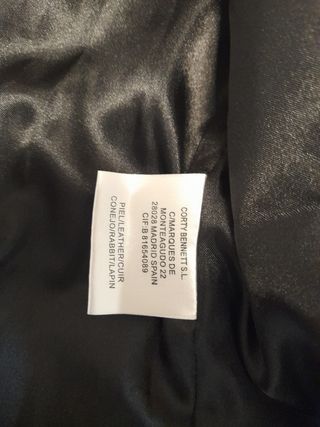 CORTY BENNETT S.L.
C/MARQUES DE
MONTEAGUDO 22
28028 MADRID SPAIN
CIF:B 81654089
PIEL/LEATHER/CUIR
CONEJO/RABBIT/LAPIN